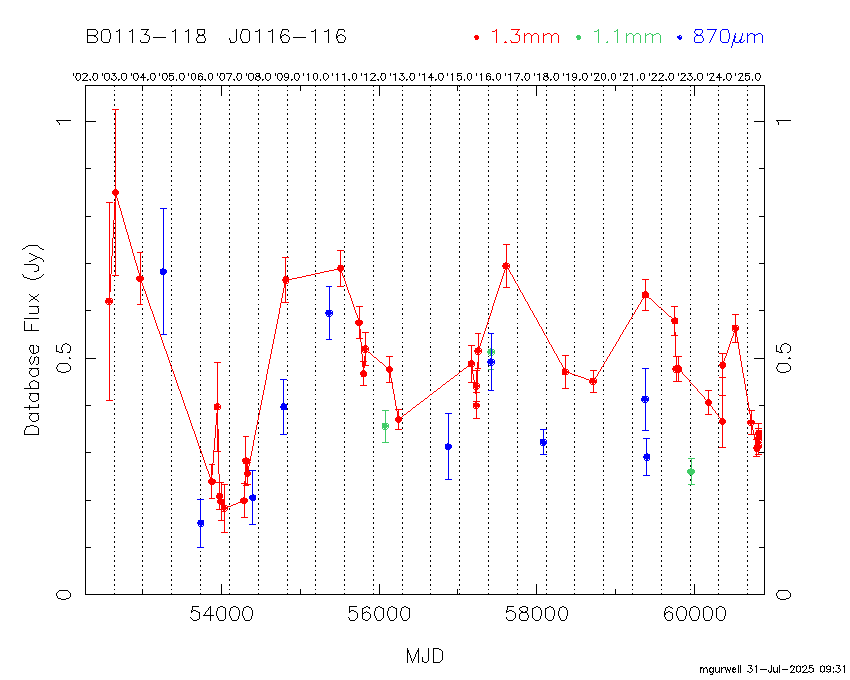 B0113-118 J0116-116 1.3mm 1.1mm 870μm
'02.0 '03.0 '04.0 '05.0 '06.0 '07.0 '08.0 '09.0 '10.0 '11.0 '12.0 '13.0 '14.0 '15.0 '16.0 '17.0 '18.0 '19.0 '20.0 '21.0 '22.0 '23.0 '24.0 '25.0
1 1
Database Flux (Jy)
0.5 0.5
0 0
54000 56000 58000 60000
MJD
mgurwell 31-Jul-2025 09:31